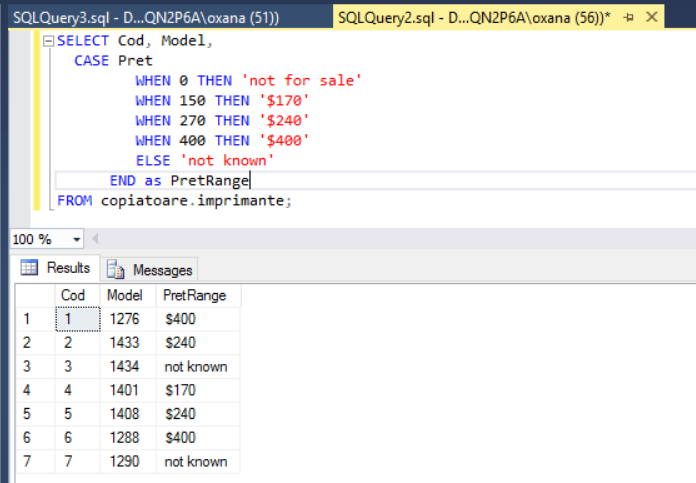 SQLQuery3.sql - D...QN2P6A\oxana (51)) SQLQuery2.sql - D...QN2P6A\oxana (56))*
SELECT Cod, Model,
CASE Pret
WHEN 0 THEN 'not for sale'
WHEN 150 THEN '$170'
WHEN 270 THEN '$240'
WHEN 400 THEN '$400'
ELSE 'not known'
END as PretRange
FROM copiatoare.imprimante;
100 %
Results Messages
Cod Model PretRange
1 1 1276 $400
2 2 1433 $240
3 3 1434 not known
4 4 1401 $170
5 5 1408 $240
6 6 1288 $400
7 7 1290 not known